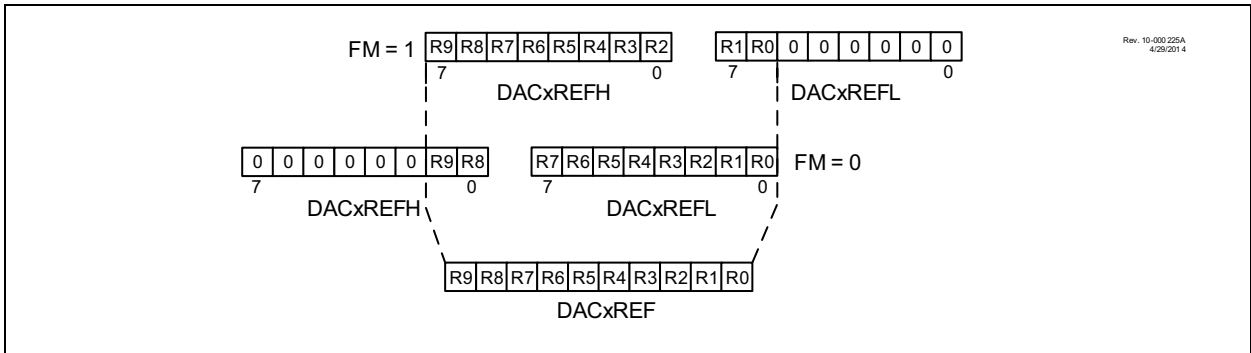 Rev. 10-000 225A
4/29/201 4
FM = 1 R9 R8 R7 R6 R5 R4 R3 R2 R1 R0 0 0 0 0 0 0
7 0 7 0
DACxREFH DACxREFL
0 0 0 0 0 0 R9 R8 R7 R6 R5 R4 R3 R2 R1 R0 FM = 0
7 0 7 0
DACxREFH DACxREFL
R9 R8 R7 R6 R5 R4 R3 R2 R1 R0
DACxREF